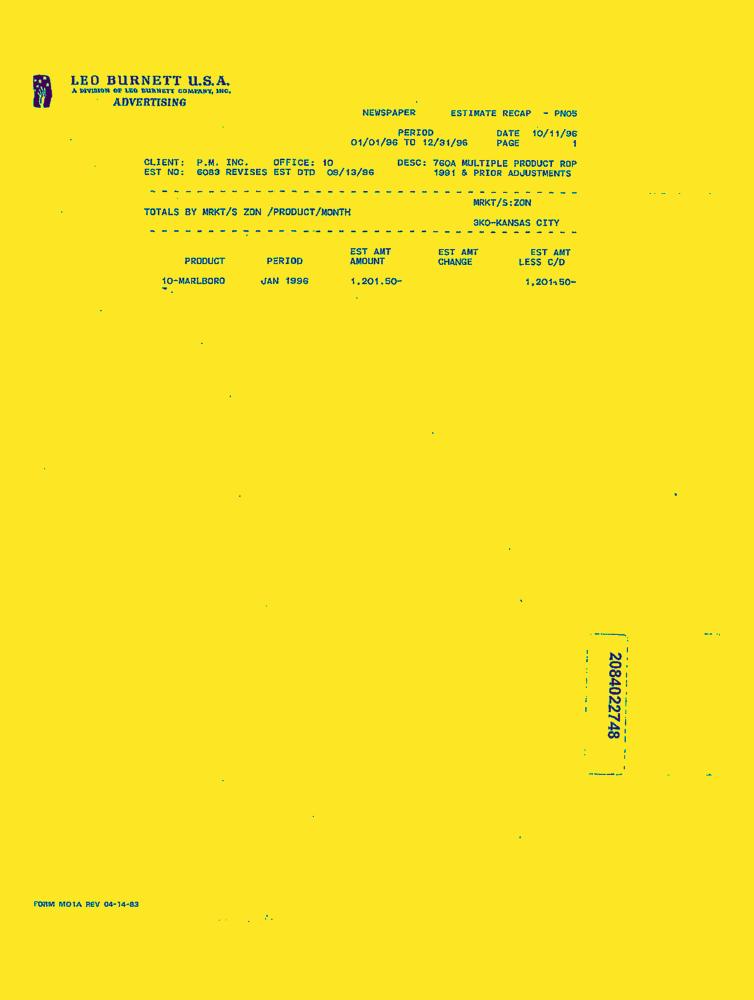 LEO BURNETT U.S.A.
A DIVISION OF LEO BURNETT COMPANY, INC.
ADVERTISING
NEWSPAPER ESTIMATE RECAP - PN05
PERIOD DATE 10/11/96
01/01/96 TO 12/31/96 PAGE 1
CLIENT: P.M. INC. OFFICE: 10 DESC: 760A MULTIPLE PRODUCT ROP
EST NO: 6083 REVISES EST DTD 09/13/96 1991 & PRIOR ADJUSTMENTS
MRKT/S:ZON
TOTALS BY MRKT/S ZON /PRODUCT/MONTH
3KO-KANSAS CITY
EST AMT EST AMT EST AMT
PRODUCT PERIOD AMOUNT CHANGE LESS C/D
10-MARLBORO JAN 1996 1,201.50- 1,201.50-
2084022748
FORM MO1A REV 04-14-83